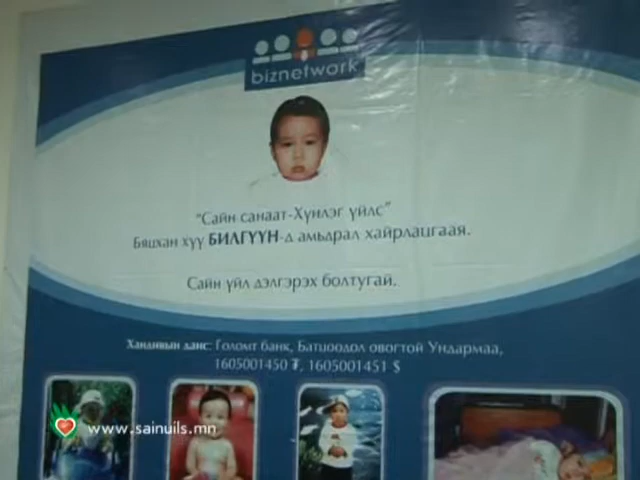 biznetwork
"Сайн санаат-Хүнлэг үйлс"
Бяцхан хүү БИЛГҮҮН-д амьдрал хайрлацгаая.
Сайн үйл дэлгэрэх болтугай.
Хандивын данс: Голомт банк, Батцоодол овогтой Ундармаа,
1605001450 ₮, 1605001451 $
www.sainuils.mn